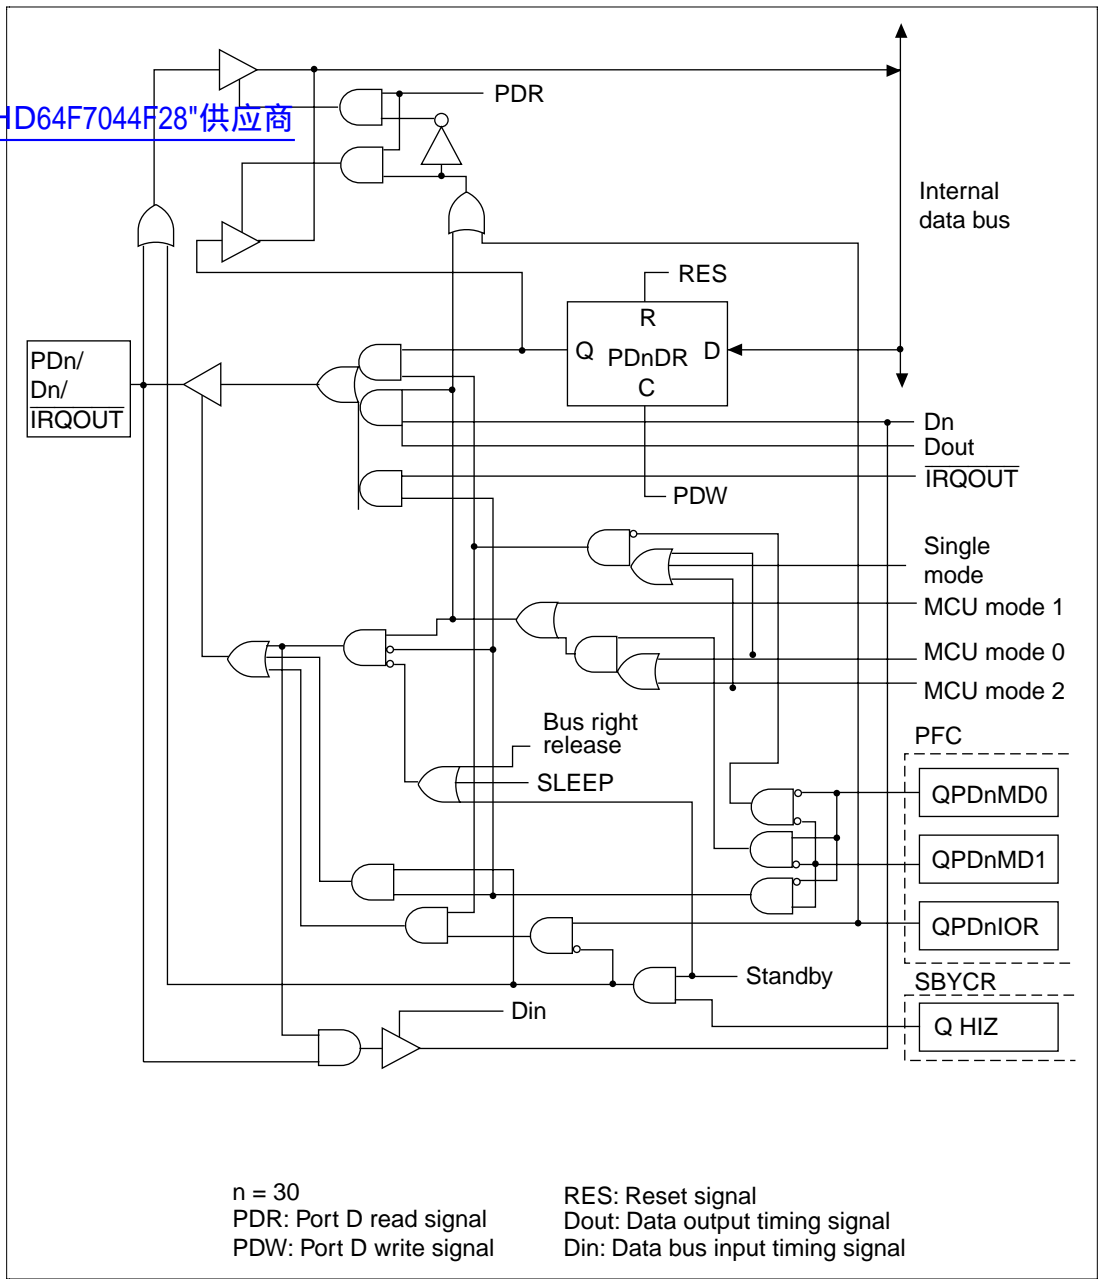 PDR
HD64F7044F28"供应商
Internal
data bus
RES
R
Q PDnDR D
C
PDn/
Dn/
IRQOUT
Dn
Dout
IRQOUT
PDW
Single
mode
MCU mode 1
MCU mode 0
MCU mode 2
Bus right
release
SLEEP
PFC
QPDnMD0
QPDnMD1
QPDnIOR
Standby
SBYCR
Din
Q HIZ
n = 30
PDR: Port D read signal
PDW: Port D write signal
RES: Reset signal
Dout: Data output timing signal
Din: Data bus input timing signal